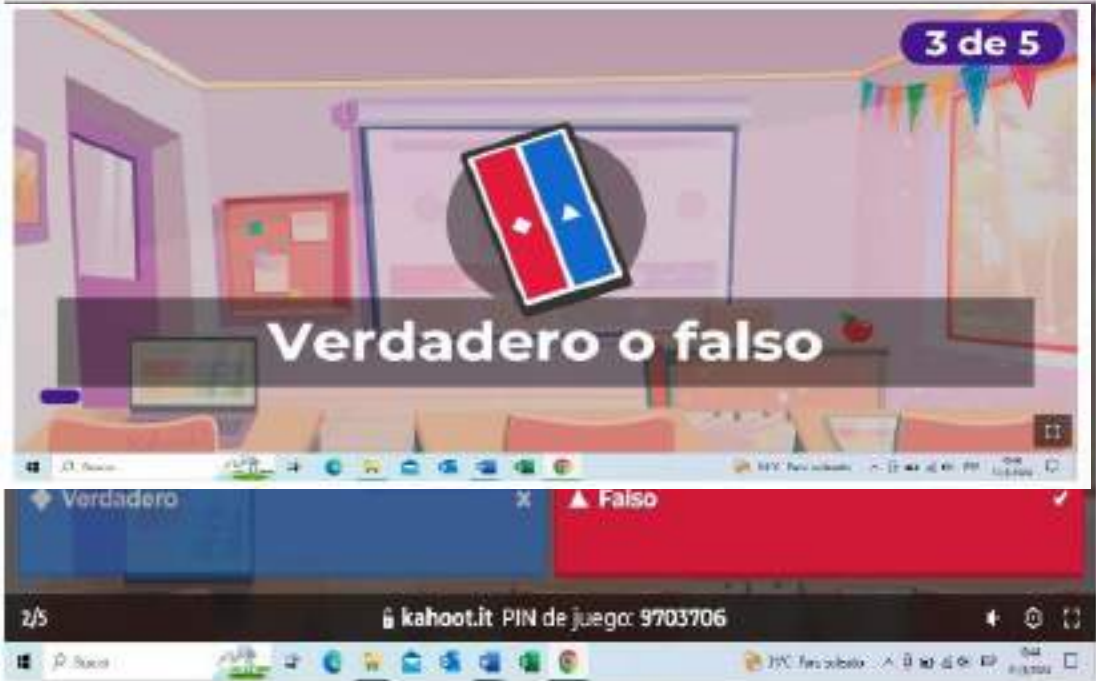 3 de 5
Verdadero o falso
Verdadero
Falso
2/5
kahoot.it PIN de juego: 9703706